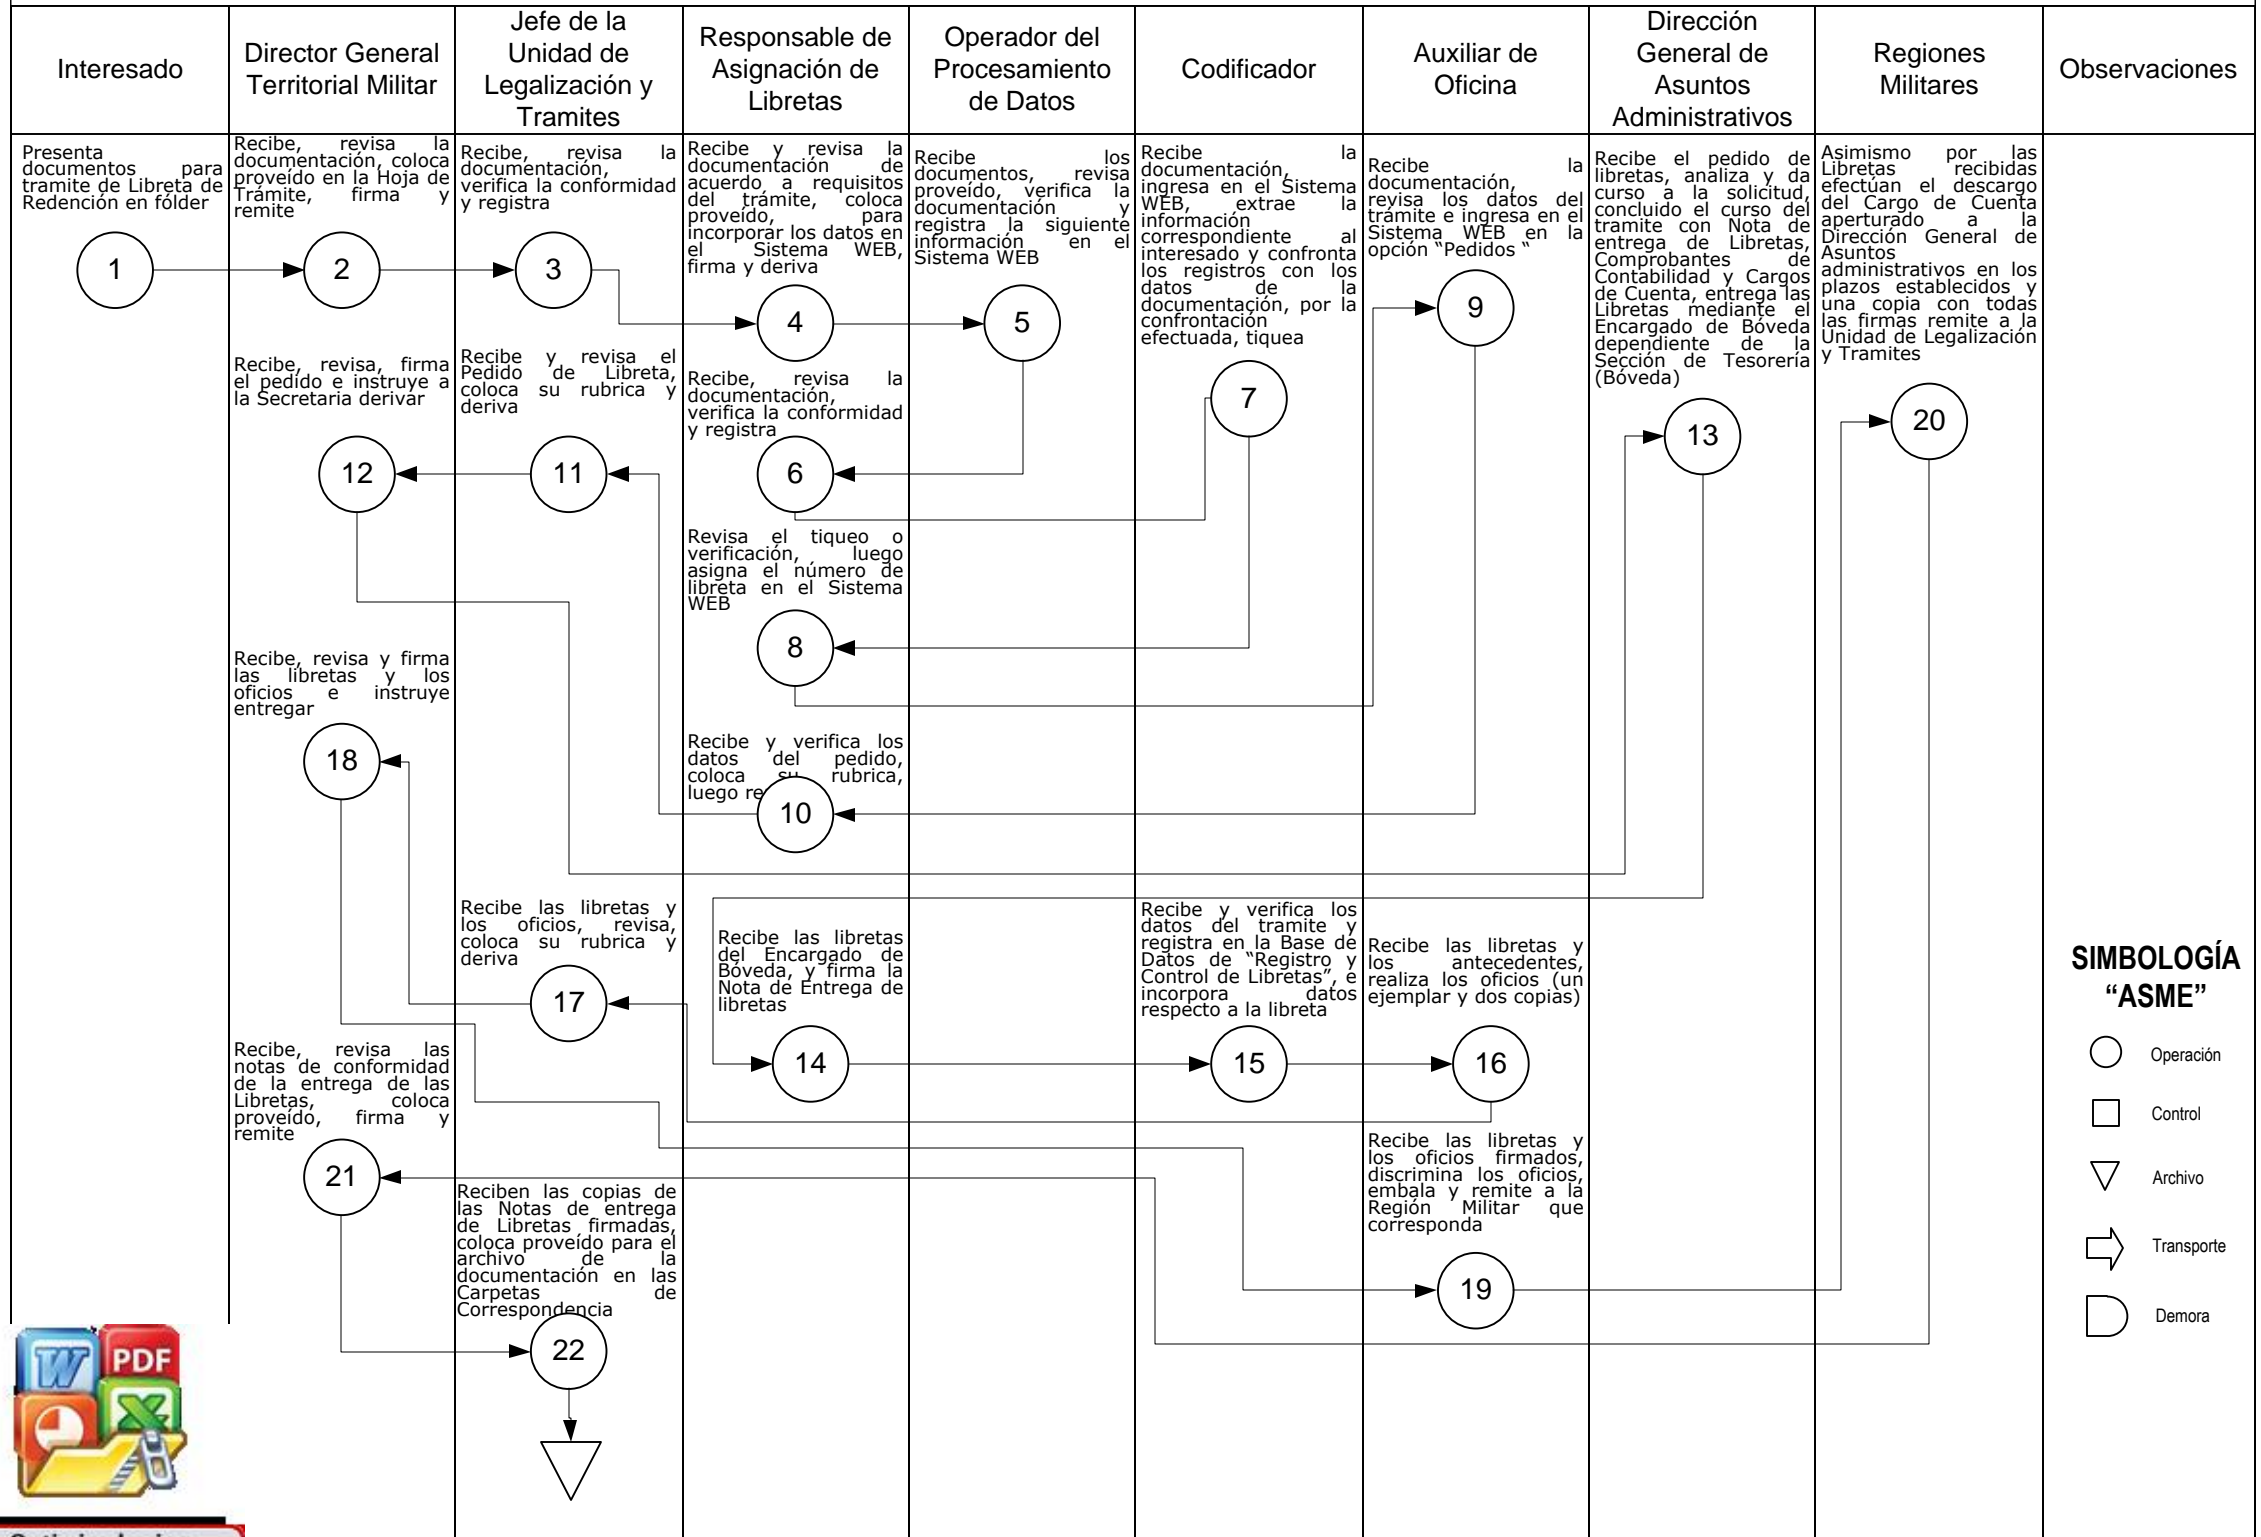 Interesado
Director General
Territorial Militar
Jefe de la
Unidad de
Legalización y
Tramites
Responsable de
Asignación de
Libretas
Operador del
Procesamiento
de Datos
Codificador
Auxiliar de
Oficina
Dirección
General de
Asuntos
Administrativos
Regiones
Militares
Observaciones
Presenta
documentos para
tramite de Libreta de
Redención en fólder
1
Recibe, revisa la
documentación, coloca
proveído en la Hoja de
Trámite, firma y
remite
2
Recibe, revisa la
documentación,
verifica la conformidad
y registra
3
Recibe y revisa la
documentación de
acuerdo a requisitos
del trámite, coloca
proveído, para
incorporar los datos en
el Sistema WEB,
firma y deriva
4
Recibe los
documentos, revisa
proveído, verifica la
documentación y
registra la siguiente
información en el
Sistema WEB
5
Recibe la
documentación,
ingresa en el Sistema
WEB, extrae la
información
correspondiente al
interesado y confronta
los registros con los
datos de la
documentación, por la
confrontación
efectuada, tiquea
7
Recibe la
documentación,
revisa los datos del
trámite e ingresa en el
Sistema WEB en la
opción “Pedidos “
9
Recibe el pedido de
libretas, analiza y da
curso a la solicitud,
concluido el curso del
tramite con Nota de
entrega de Libretas,
Comprobantes de
Contabilidad y Cargos
de Cuenta, entrega las
Libretas mediante el
Encargado de Bóveda
dependiente de la
Sección de Tesorería
(Bóveda)
13
Asimismo por las
Libretas recibidas
efectúan el descargo
del Cargo de Cuenta
aperturado a la
Dirección General de
Asuntos
administrativos en los
plazos establecidos y
una copia con todas
las firmas remite a la
Unidad de Legalización
y Tramites
20
Recibe, revisa, firma
el pedido e instruye a
la Secretaria derivar
12
Recibe y revisa el
Pedido de Libreta,
coloca su rubrica y
deriva
11
Recibe, revisa la
documentación,
verifica la conformidad
y registra
6
Revisa el tiqueo o
verificación, luego
asigna el número de
libreta en el Sistema
WEB
8
Recibe, revisa y firma
las libretas y los
oficios e instruye
entregar
18
Recibe y verifica los
datos del pedido,
coloca su rubrica,
luego
10
Recibe las libretas y
los oficios, revisa,
coloca su rubrica y
deriva
17
Recibe las libretas
del Encargado de
Bóveda, y firma la
Nota de Entrega de
libretas
14
Recibe y verifica los
datos del tramite y
registra en la Base de
Datos de “Registro y
Control de Libretas”, e
incorpora datos
respecto a la libreta
15
Recibe las libretas y
los antecedentes,
realiza los oficios (un
ejemplar y dos copias)
16
Recibe, revisa las
notas de conformidad
de la entrega de las
Libretas, coloca
proveído, firma y
remite
21
Reciben las copias de
las Notas de entrega
de Libretas firmadas,
coloca proveído para el
archivo de la
documentación en las
Carpetas de
Correspondencia
22
Recibe las libretas y
los oficios firmados,
discrimina los oficios,
embala y remite a la
Región Militar que
corresponda
19
SIMBOLOGÍA
“ASME”
Operación
Control
Archivo
Transporte
Demora
W PDF
X